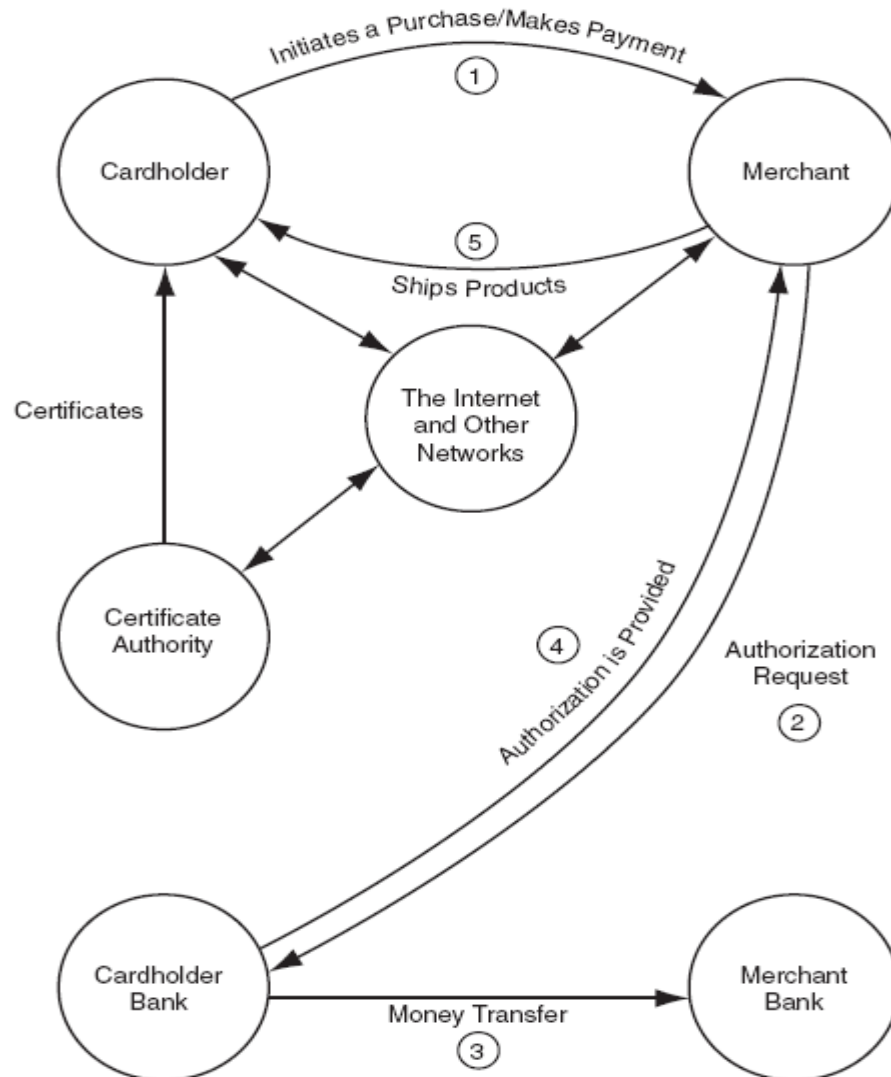 Initiates a Purchase/Makes Payment
1
Cardholder
Merchant
5
Ships Products
Certificates
The Internet
and Other
Networks
Certificate
Authority
4
Authorization is Provided
Authorization
Request
2
Cardholder
Bank
Merchant
Bank
Money Transfer
3